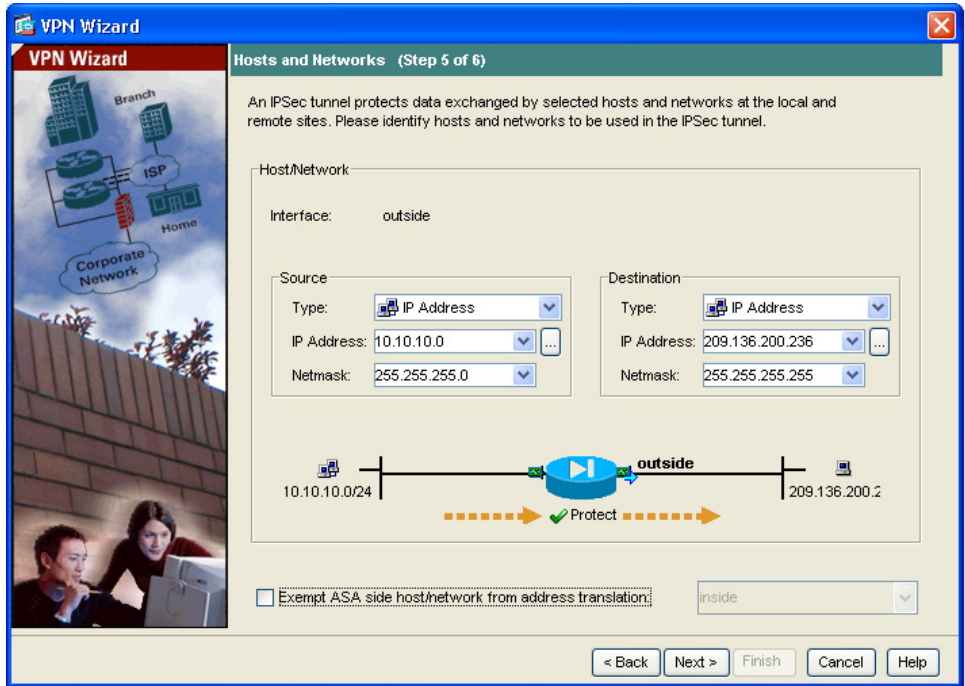 VPN Wizard
VPN Wizard
Branch
ISP
Home
Corporate
Network
Hosts and Networks (Step 5 of 6)
An IPSec tunnel protects data exchanged by selected hosts and networks at the local and
remote sites. Please identify hosts and networks to be used in the IPSec tunnel.
Host/Network
Interface: outside
Source
Type: IP Address
IP Address: 10.10.10.0 ...
Netmask: 255.255.255.0
Destination
Type: IP Address
IP Address: 209.136.200.236 ...
Netmask: 255.255.255.255
outside
10.10.10.0/24
209.136.200.2
Protect
Exempt ASA side host/network from address translation:
inside
< Back Next > Finish Cancel Help